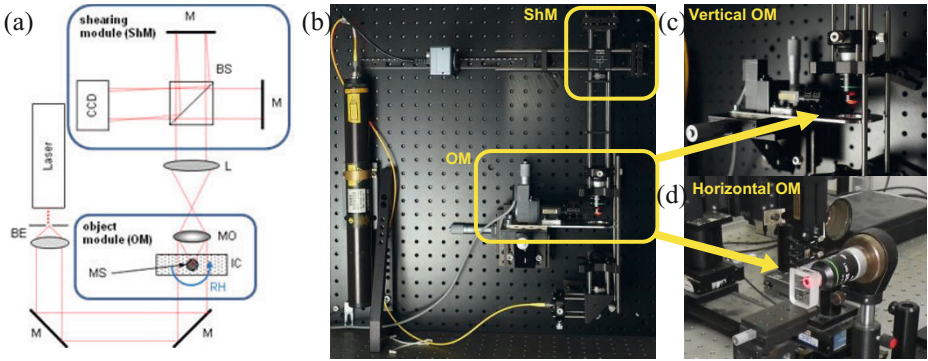 (a)
shearing
module (ShM)
M
BS
CCD
M
Laser
L
BE
object
module (OM)
MO
MS
IC
RH
M
M
(b)
ShM
OM
(c)
Vertical OM
(d)
Horizontal OM